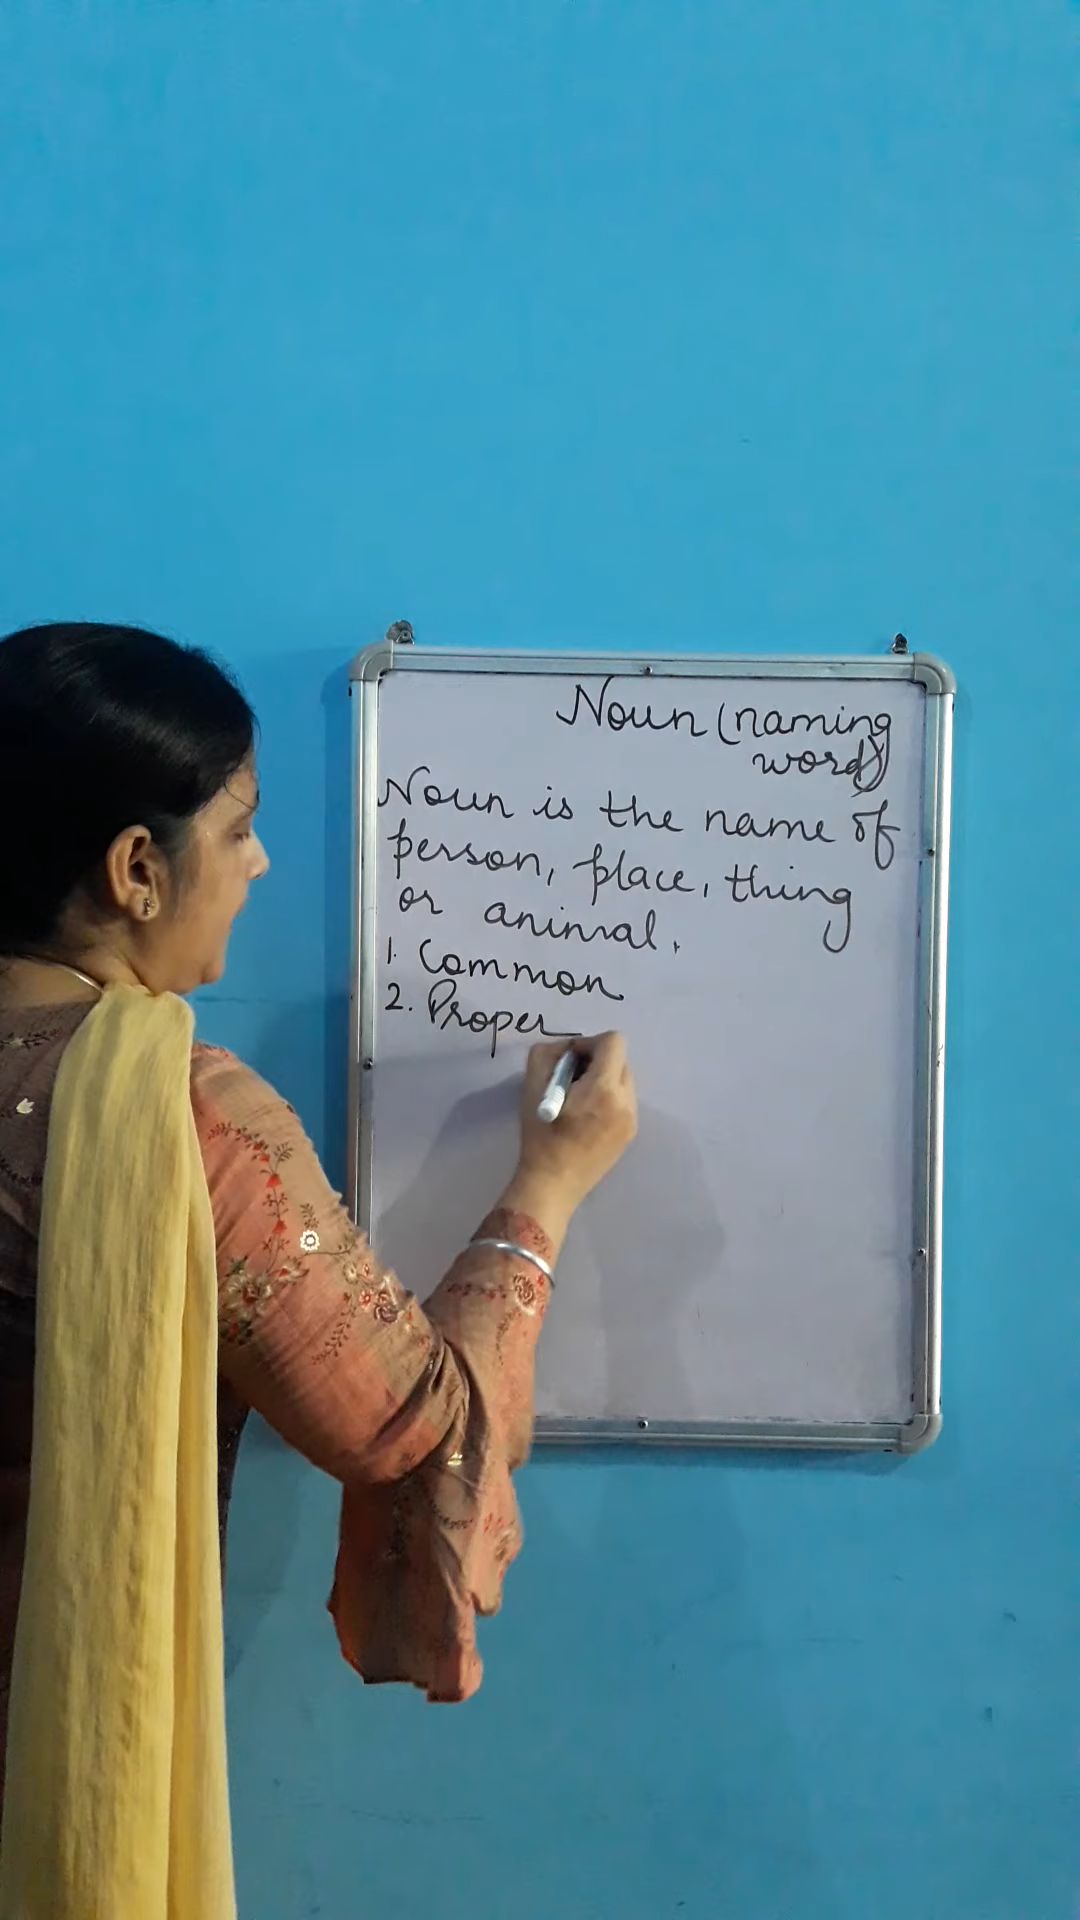 Noun (naming
word)
Noun is the name of
person, place, thing
or animal.
1. Common
2. Proper